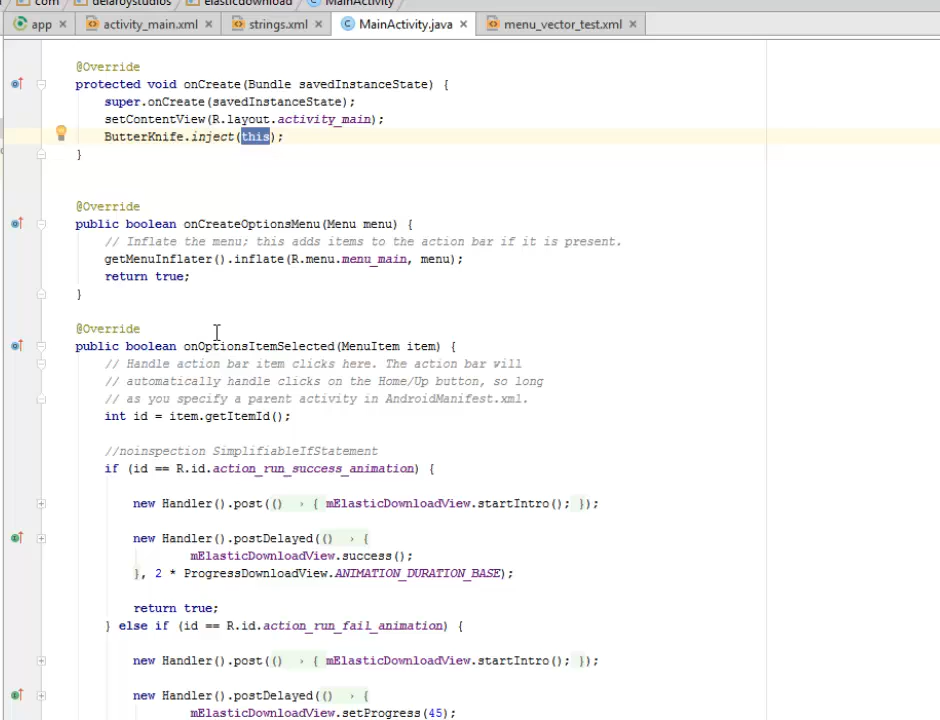 com delaroystudios elasticdownload MainActivity
app activity_main.xml strings.xml MainActivity.java menu_vector_test.xml
@Override
protected void onCreate(Bundle savedInstanceState) {
super.onCreate(savedInstanceState);
setContentView(R.layout.activity_main);
ButterKnife.inject(this);
}
@Override
public boolean onCreateOptionsMenu(Menu menu) {
// Inflate the menu; this adds items to the action bar if it is present.
getMenuInflater().inflate(R.menu.menu_main, menu);
return true;
}
@Override
public boolean onOptionsItemSelected(MenuItem item) {
// Handle action bar item clicks here. The action bar will
// automatically handle clicks on the Home/Up button, so long
// as you specify a parent activity in AndroidManifest.xml.
int id = item.getItemId();
//noinspection SimplifiableIfStatement
if (id == R.id.action_run_success_animation) {
new Handler().post(() → { mElasticDownloadView.startIntro(); });
new Handler().postDelayed(() → {
mElasticDownloadView.success();
}, 2 * ProgressDownloadView.ANIMATION_DURATION_BASE);
return true;
} else if (id == R.id.action_run_fail_animation) {
new Handler().post(() → { mElasticDownloadView.startIntro(); });
new Handler().postDelayed(() → {
mElasticDownloadView.setProgress(45);